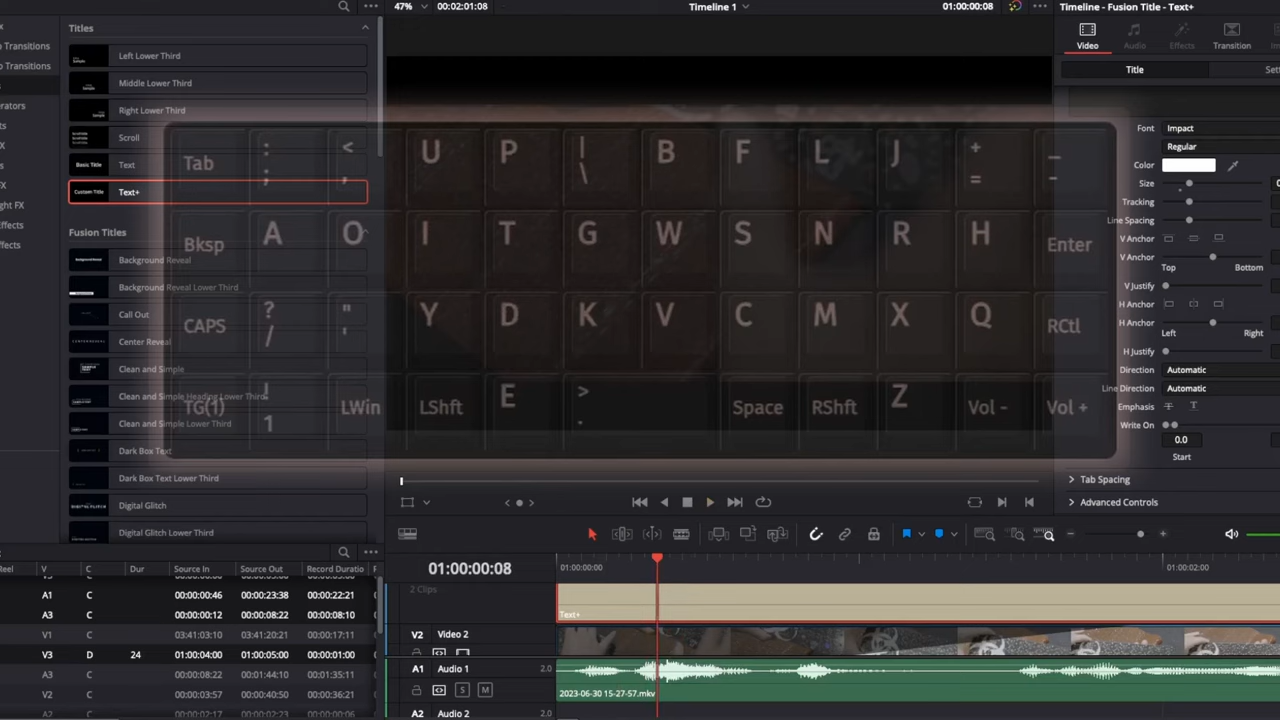 47%
00:02:01:08
Timeline 1
01:00:00:08
Timeline - Fusion Title - Text+
Video
Audio
Effects
Transition
Title
Titles
Left Lower Third
Middle Lower Third
Right Lower Third
Scroll
Basic Title
Text
Custom Title
Text+
Fusion Titles
Background Reveal
Background Reveal Lower Third
Call Out
Center Reveal
Clean and Simple
Clean and Simple Heading Lower Third
Clean and Simple Lower Third
Dark Box Text
Dark Box Text Lower Third
Digital Glitch
Digital Glitch Lower Third
Transitions
Transitions
Tab : ; < , U P | \ B F L J + = _ -
Bksp A O I T G W S N R H Enter
CAPS ? / " ' Y D K V C M X Q RCtl
TG(1) ! 1 LWin LShft E > . Space RShft Z Vol - Vol +
Font
Impact
Regular
Color
Size
Tracking
Line Spacing
V Anchor
V Anchor
Top
Bottom
V Justify
H Anchor
H Anchor
Left
Right
H Justify
Direction
Automatic
Line Direction
Automatic
Emphasis
Write On
0.0
Start
Tab Spacing
Advanced Controls
Reel V C Dur Source In Source Out Record Duratio
A1 C 00:00:00:46 00:00:23:38 00:00:22:21
A3 C 00:00:00:12 00:00:08:22 00:00:08:10
V1 C 03:41:03:10 03:41:20:21 00:00:17:11
V3 D 24 01:00:04:00 01:00:05:00 00:00:01:00
A3 C 00:00:08:22 00:00:44:10 00:01:35:11
V2 C 00:00:03:57 00:00:40:50 00:00:36:21
01:00:00:08
01:00:00:00
01:00:02:00
2 Clips
Text+
V2 Video 2
A1 Audio 1 2.0
S M
2023-06-30 15-27-57.mkv
A2 Audio 2 2.0